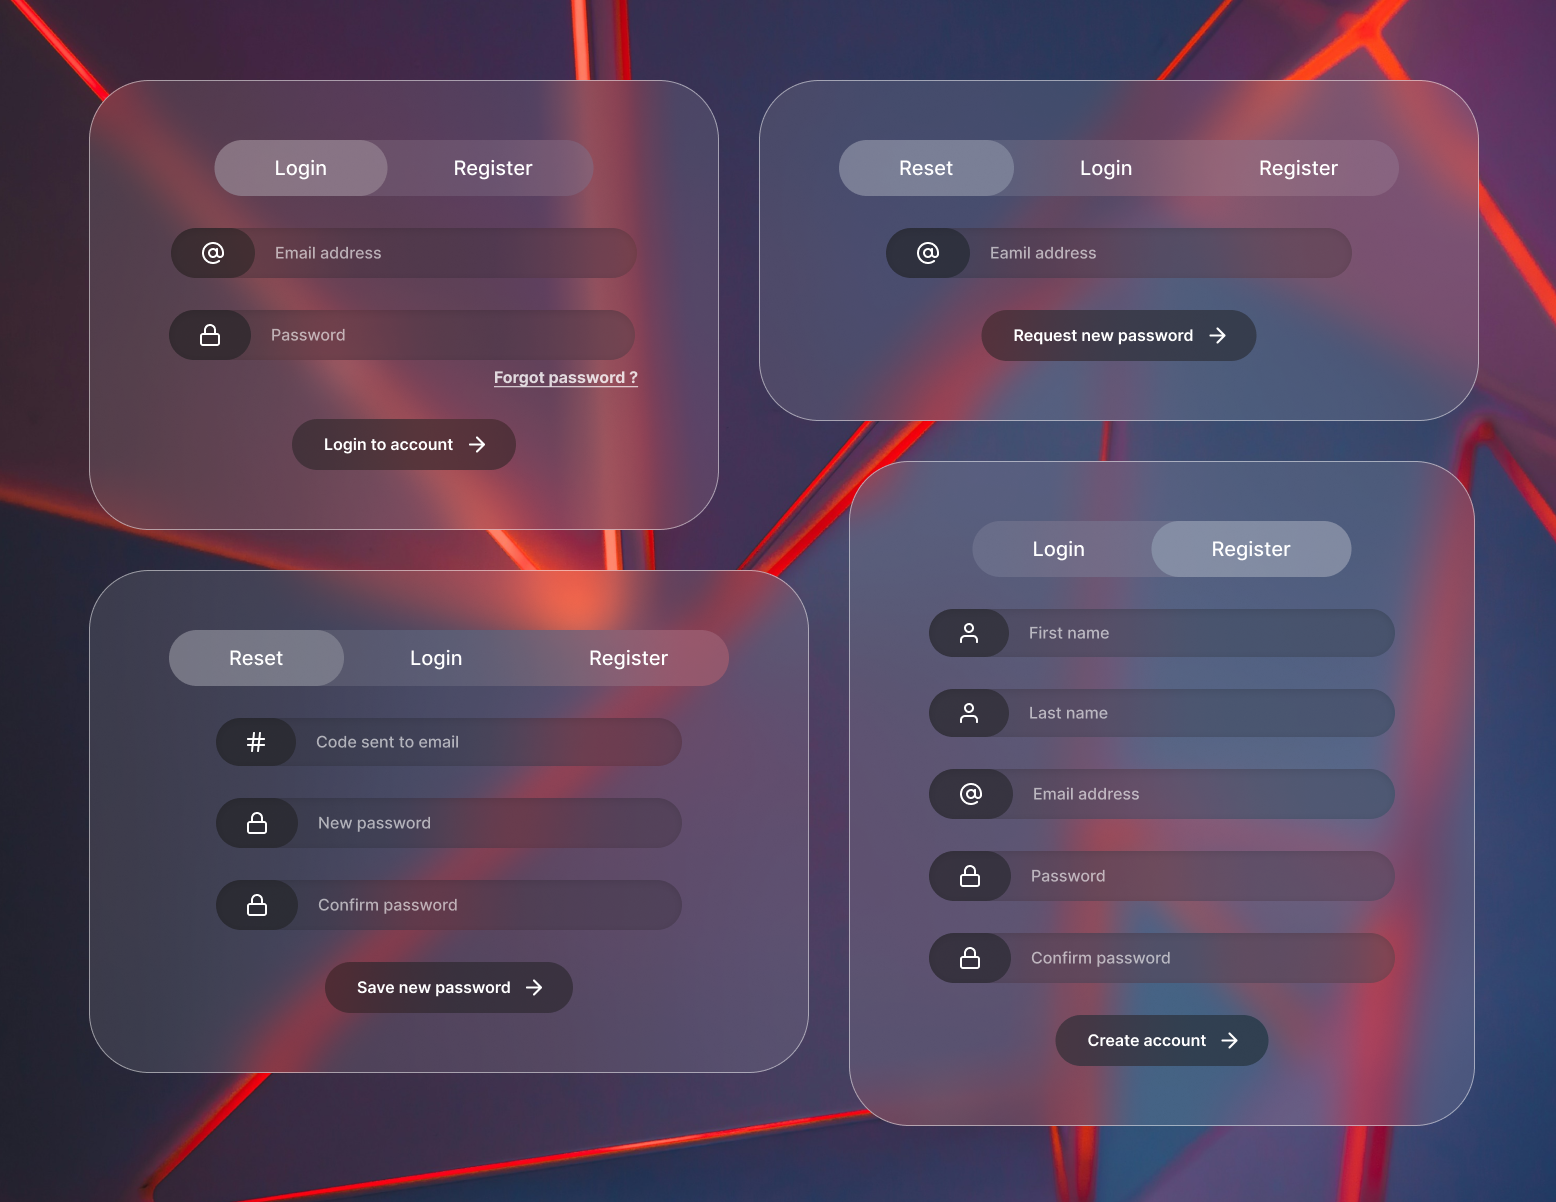 Login Register
@ Email address
Password
Forgot password ?
Login to account
Reset Login Register
@ Eamil address
Request new password
Reset Login Register
# Code sent to email
New password
Confirm password
Save new password
Login Register
First name
Last name
@ Email address
Password
Confirm password
Create account